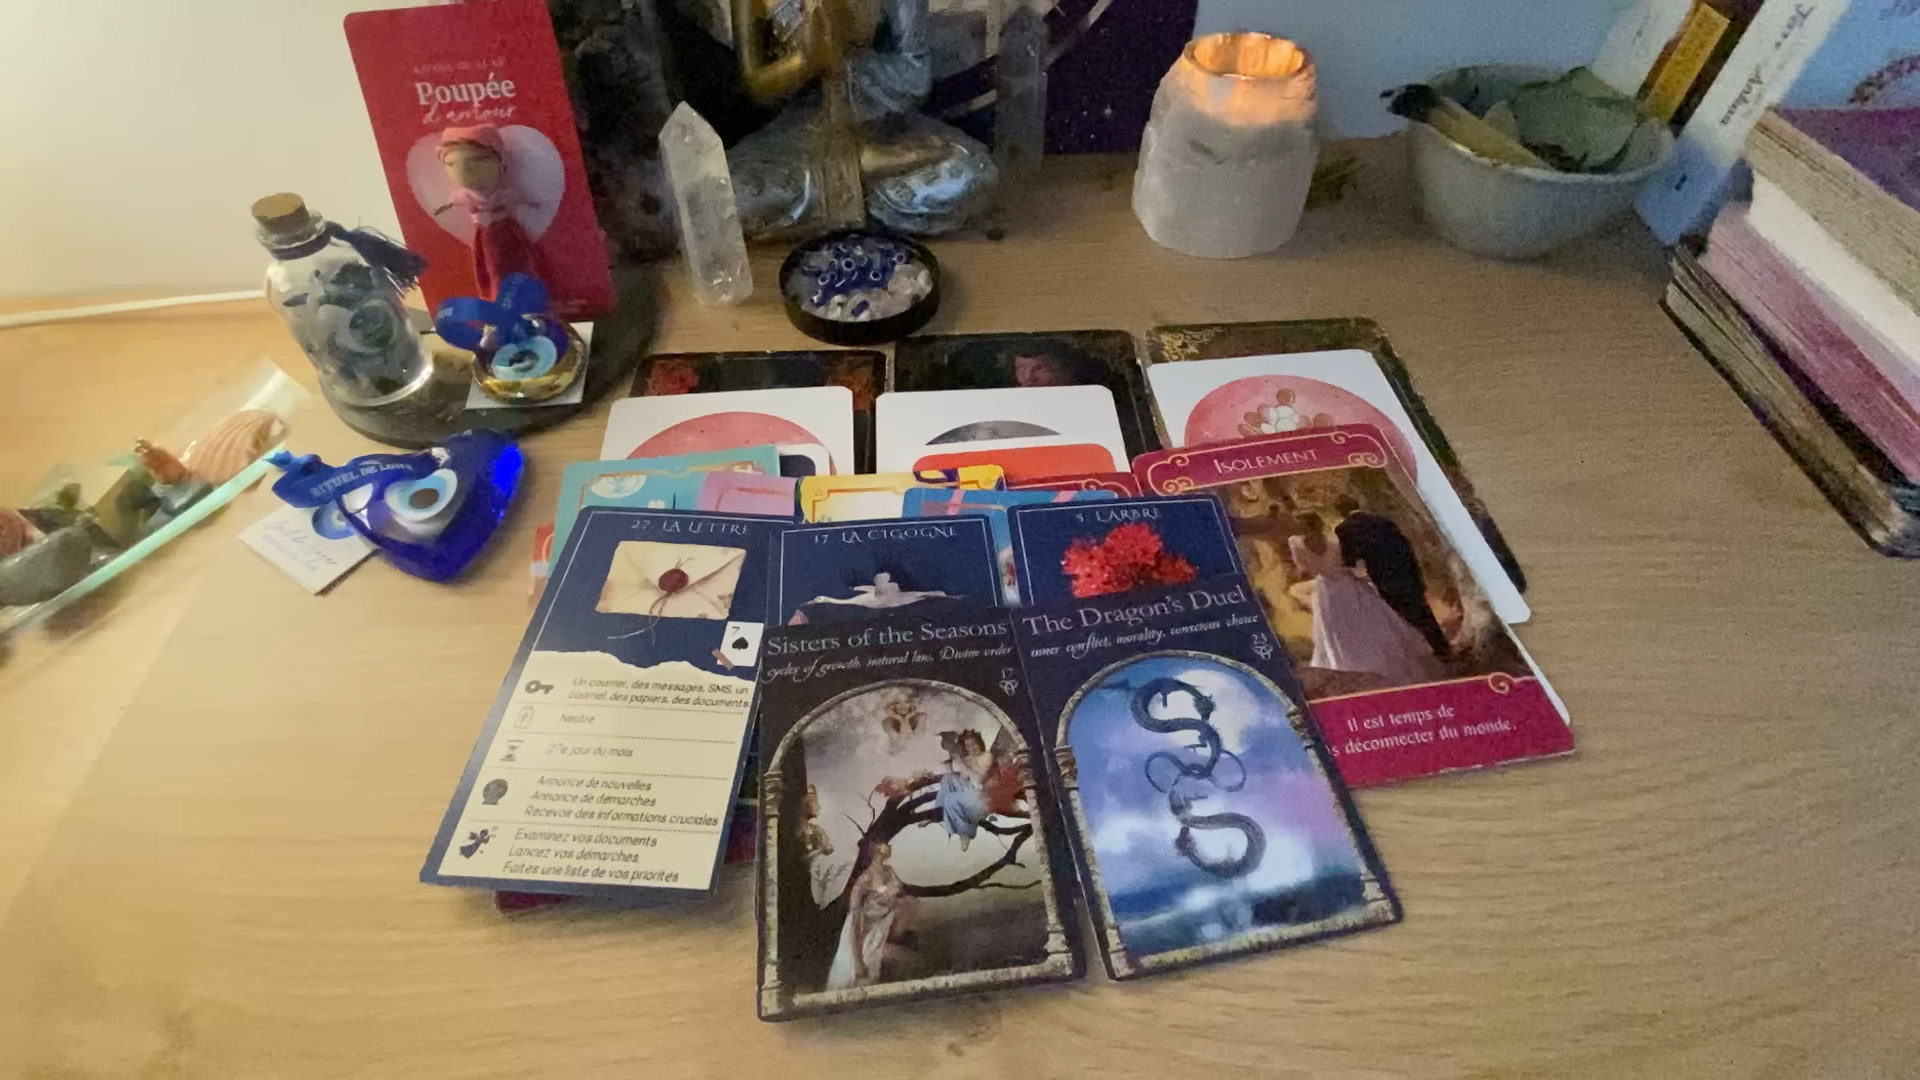 Poupée
d'amour
RITUEL DE LOVE
ISOLEMENT
Il est temps de
s déconnecter du monde.
27. LA LETTRE
7
Un courrier, des messages, SMS, un
courriel, des papiers, des documents.
Neutre
27e jour du mois
Annonce de nouvelles
Annonce de démarches
Recevoir des informations cruciales
Examinez vos documents
Lancez vos démarches
Faites une liste de vos priorités
17. LA CIGOGNE
5. L'ARBRE
Sisters of the Seasons
cycles of growth, natural law, Divine order
17
The Dragon's Duel
inner conflict, morality, conscious choice
23